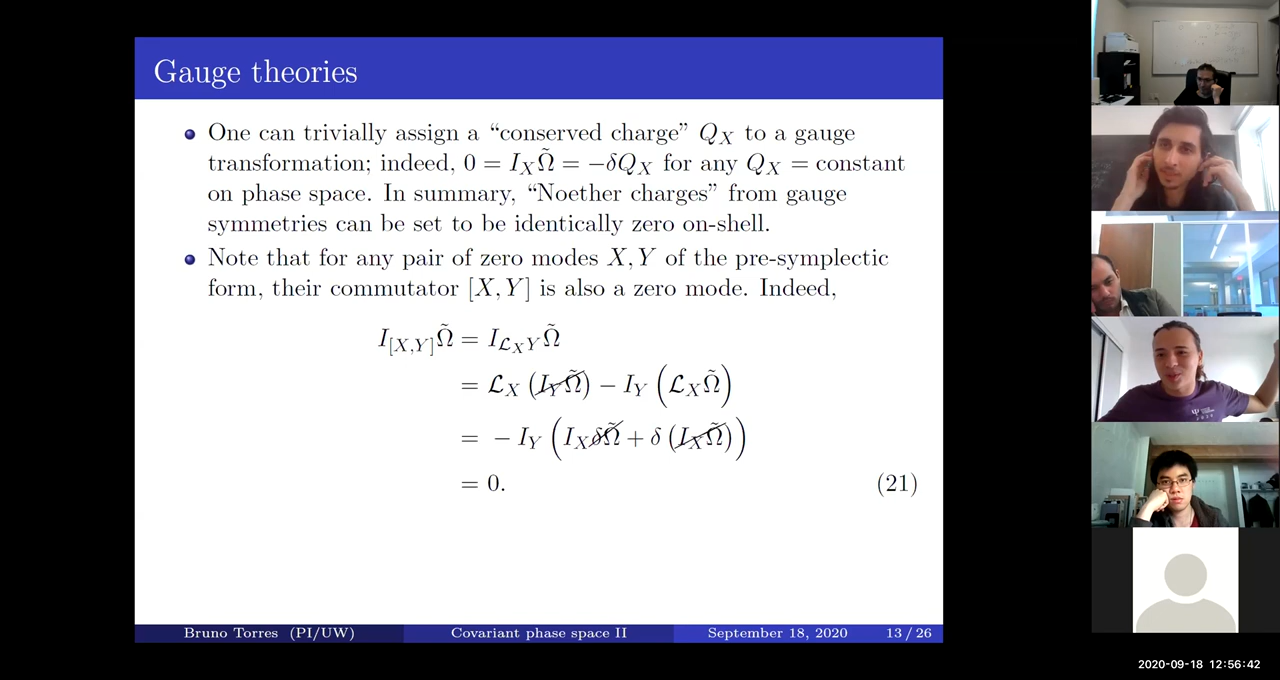 Gauge theories
One can trivially assign a “conserved charge” Q_X to a gauge
transformation; indeed, 0 = I_X Ω̃ = −δQ_X for any Q_X = constant
on phase space. In summary, “Noether charges” from gauge
symmetries can be set to be identically zero on-shell.
Note that for any pair of zero modes X, Y of the pre-symplectic
form, their commutator [X, Y] is also a zero mode. Indeed,
I_{[X,Y]} Ω̃ = I_{ℒ_X Y} Ω̃
= ℒ_X (I_Y Ω̃) − I_Y (ℒ_X Ω̃)
= − I_Y (I_X δΩ̃ + δ (I_X Ω̃))
= 0. (21)
Bruno Torres (PI/UW) Covariant phase space II September 18, 2020 13 / 26
2020-09-18 12:56:42